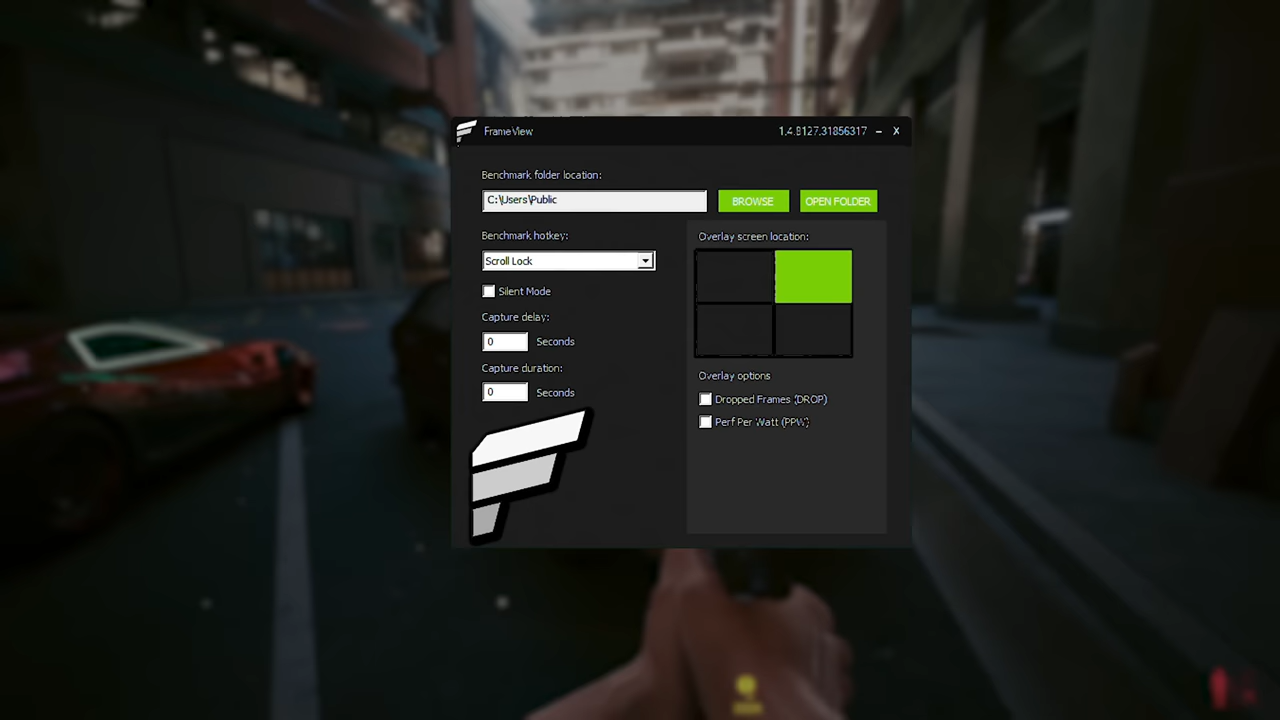 FrameView
1.4.8127.31856317
Benchmark folder location:
C:\Users\Public
BROWSE
OPEN FOLDER
Benchmark hotkey:
Scroll Lock
Silent Mode
Capture delay:
0 Seconds
Capture duration:
0 Seconds
Overlay screen location:
Overlay options
Dropped Frames (DROP)
Perf Per Watt (PPW)